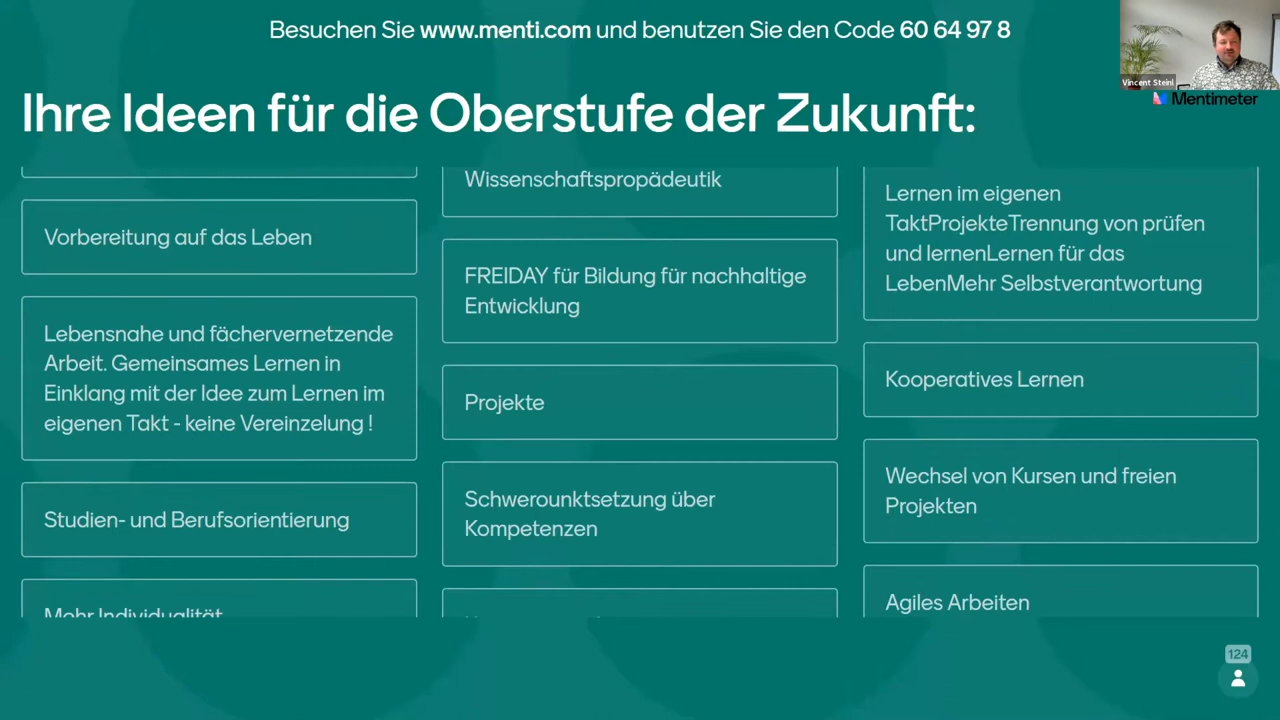 Besuchen Sie www.menti.com und benutzen Sie den Code 60 64 97 8
Vincent Steinl
Mentimeter
Ihre Ideen für die Oberstufe der Zukunft:
Vorbereitung auf das Leben
Lebensnahe und fächervernetzende
Arbeit. Gemeinsames Lernen in
Einklang mit der Idee zum Lernen im
eigenen Takt - keine Vereinzelung !
Studien- und Berufsorientierung
Mehr Individualität
Wissenschaftspropädeutik
FREIDAY für Bildung für nachhaltige
Entwicklung
Projekte
Schwerounktsetzung über
Kompetenzen
Lernen im eigenen
TaktProjekteTrennung von prüfen
und lernenLernen für das
LebenMehr Selbstverantwortung
Kooperatives Lernen
Wechsel von Kursen und freien
Projekten
Agiles Arbeiten
124